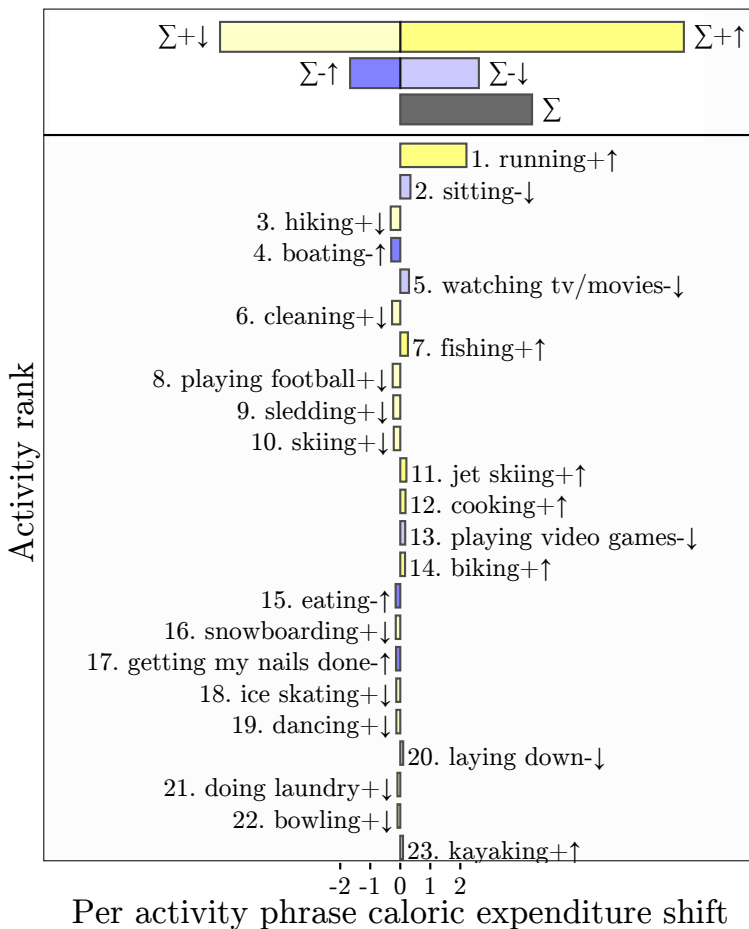 Σ+↓ Σ+↑
Σ-↑ Σ-↓
Σ
1. running+↑
2. sitting-↓
3. hiking+↓
4. boating-↑
5. watching tv/movies-↓
6. cleaning+↓
7. fishing+↑
8. playing football+↓
9. sledding+↓
10. skiing+↓
11. jet skiing+↑
12. cooking+↑
13. playing video games-↓
14. biking+↑
15. eating-↑
16. snowboarding+↓
17. getting my nails done-↑
18. ice skating+↓
19. dancing+↓
20. laying down-↓
21. doing laundry+↓
22. bowling+↓
23. kayaking+↑
Activity rank
-2 -1 0 1 2
Per activity phrase caloric expenditure shift